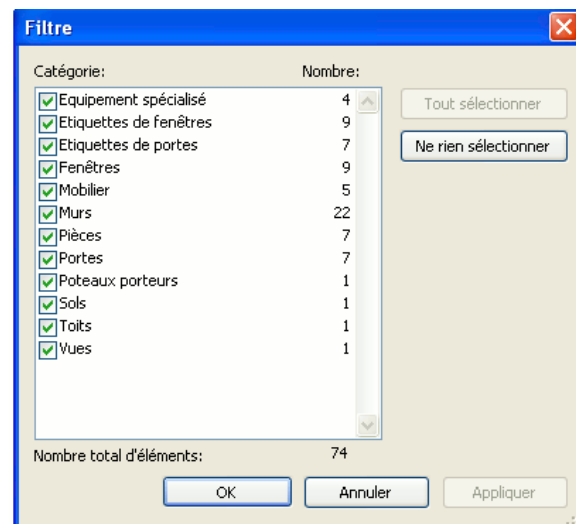 Filtre
Catégorie: Nombre:
Equipement spécialisé 4
Tout sélectionner
Etiquettes de fenêtres 9
Etiquettes de portes 7
Ne rien sélectionner
Fenêtres 9
Mobilier 5
Murs 22
Pièces 7
Portes 7
Poteaux porteurs 1
Sols 1
Toits 1
Vues 1
Nombre total d'éléments: 74
OK Annuler Appliquer